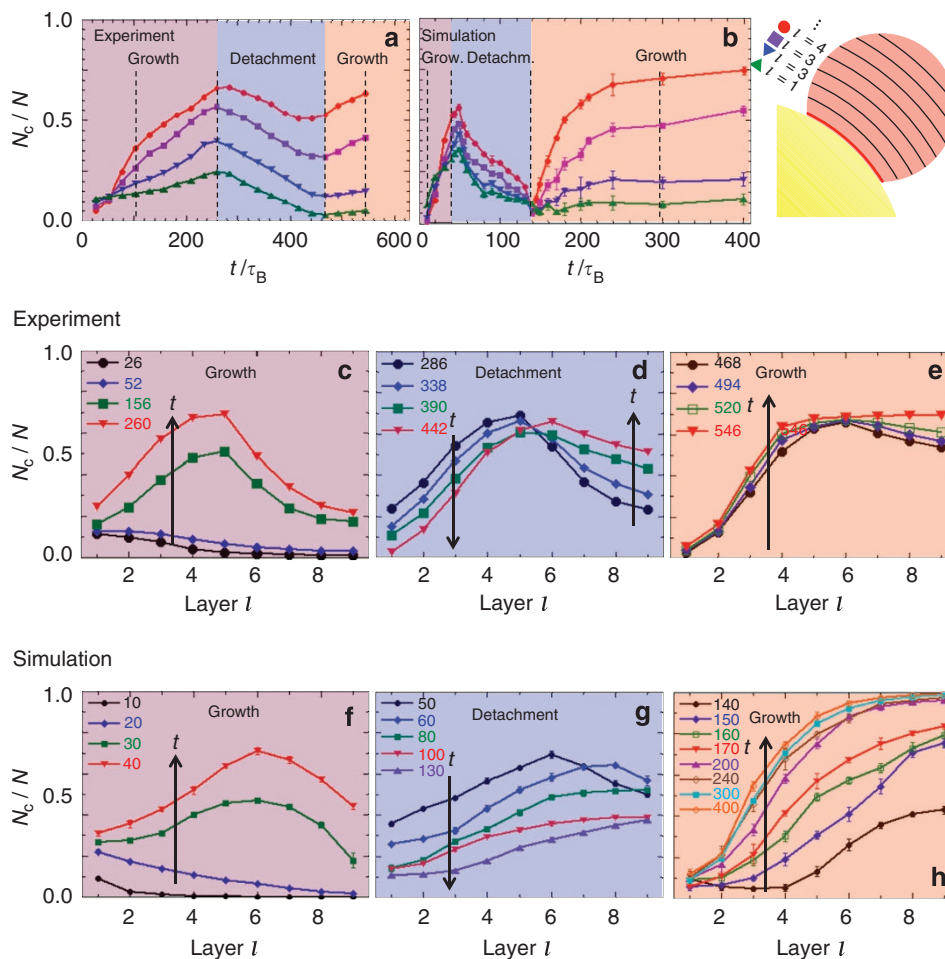 Experiment
Growth
Detachment
Growth
a
1.0
0.5
0.0
N_c / N
0
200
400
600
t / τ_B
Simulation
Grow.
Detachm.
Growth
b
0
100
200
300
400
t / τ_B
...
l = 4
l = 3
l = 3
l = 1
Experiment
1.0
0.5
0.0
N_c / N
26
52
156
260
Growth
c
t
2
4
6
8
Layer l
286
338
390
442
Detachment
d
t
t
2
4
6
8
Layer l
468
494
520
546
Growth
e
t
2
4
6
8
Layer l
Simulation
1.0
0.5
0.0
N_c / N
10
20
30
40
Growth
f
t
2
4
6
8
Layer l
50
60
80
100
130
Detachment
g
t
2
4
6
8
Layer l
140
150
160
170
200
240
300
400
Growth
t
h
2
4
6
8
Layer l